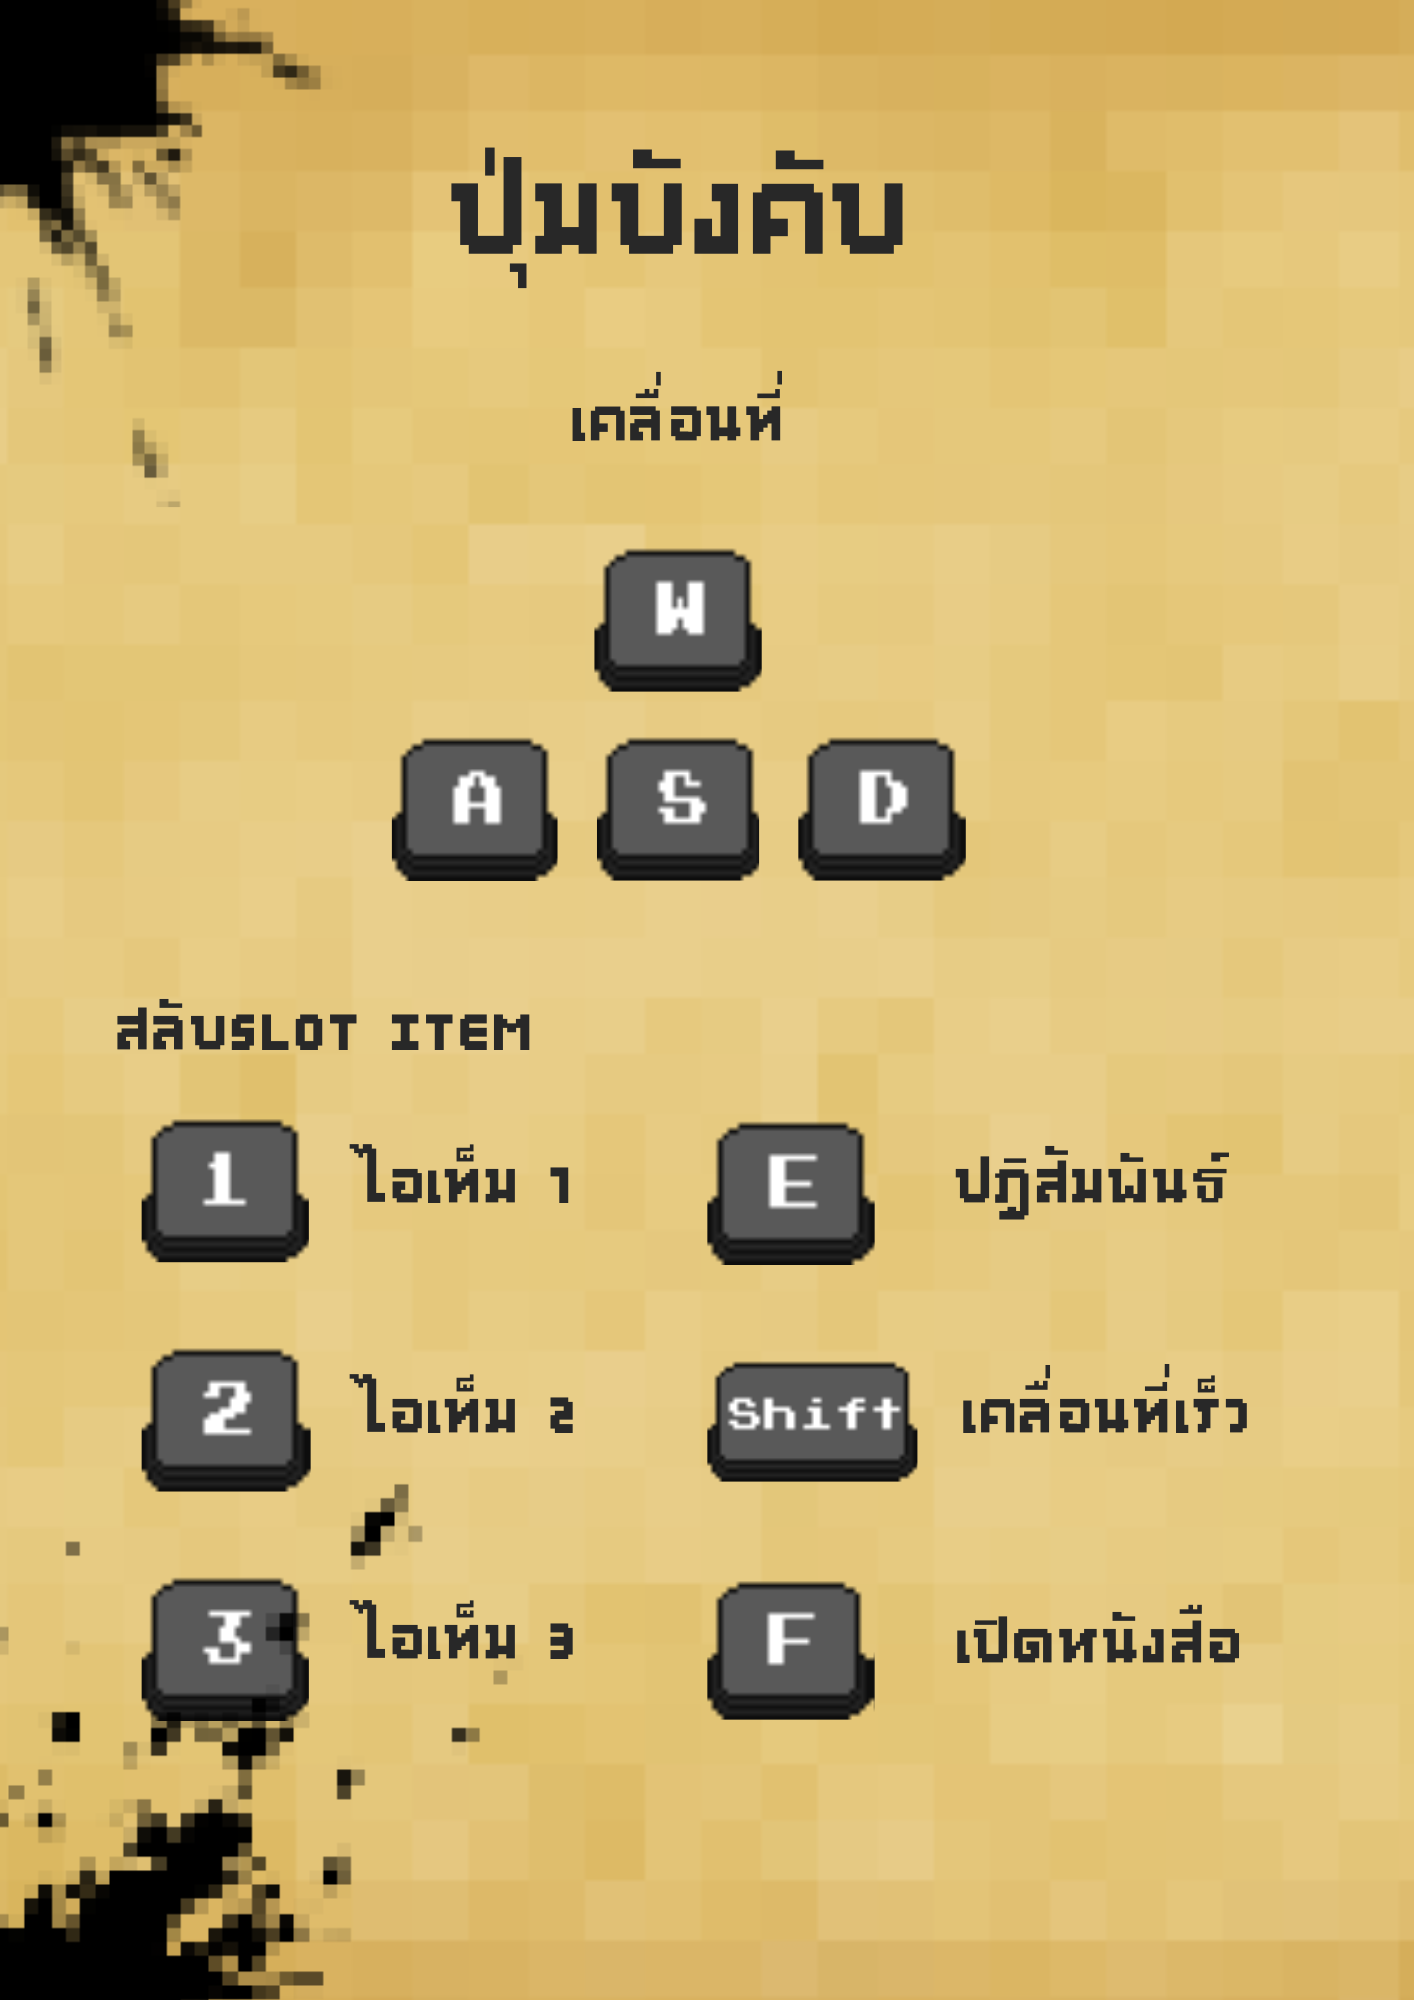 ปุ่มบังคับ
เคลื่อนที่
W
A S D
สลับSLOT ITEM
1 ไอเท็ม 1
E ปฏิสัมพันธ์
2 ไอเท็ม 2
Shift เคลื่อนที่เร็ว
3 ไอเท็ม 3
F เปิดหนังสือ